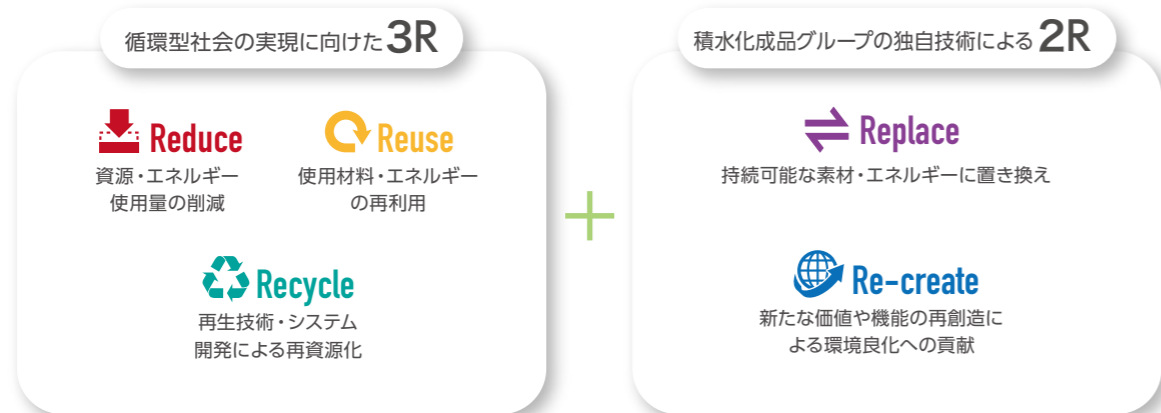 循環型社会の実現に向けた3R
Reduce
資源・エネルギー
使用量の削減
Reuse
使用材料・エネルギー
の再利用
Recycle
再生技術・システム
開発による再資源化
+
積水化成品グループの独自技術による2R
Replace
持続可能な素材・エネルギーに置き換え
Re-create
新たな価値や機能の再創造に
よる環境良化への貢献